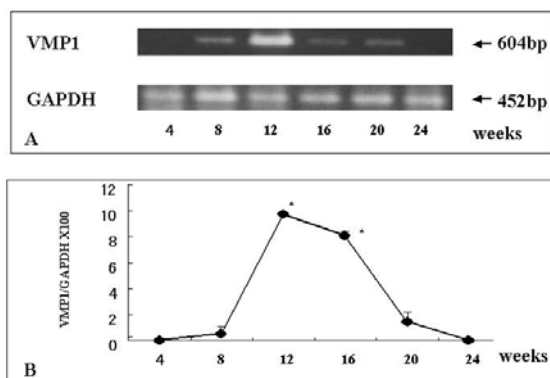 VMP1 ← 604bp
GAPDH ← 452bp
4 8 12 16 20 24 weeks
A
12
10
8
6
4
2
0
VMP1/GAPDH X100
* *
4 8 12 16 20 24 weeks
B